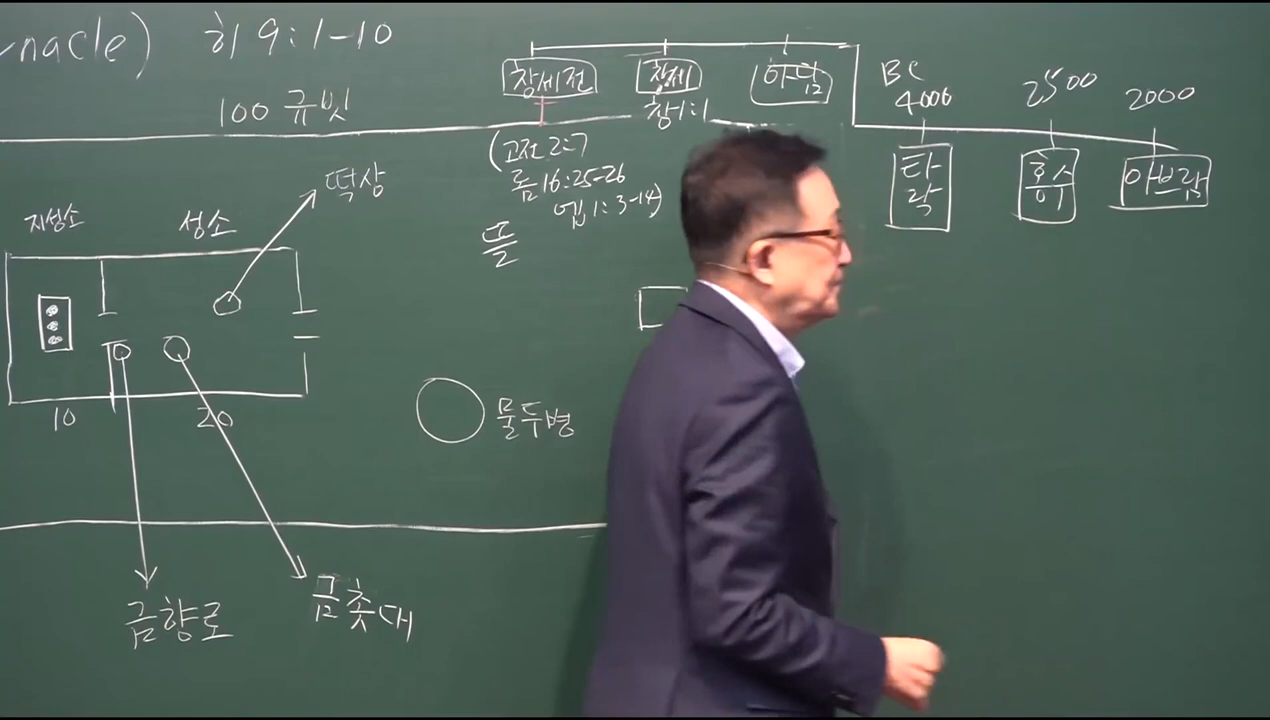 nacle) 히 9:1-10
100 규빗
창세전
창세
아담
창1:1
BC
4000
2500
2000
타락
홍수
아브람
(고전 2:7
롬 16:25-26
엡 1:3-14)
뜰
떡상
지성소
성소
10
20
물두멍
금향로
금촛대